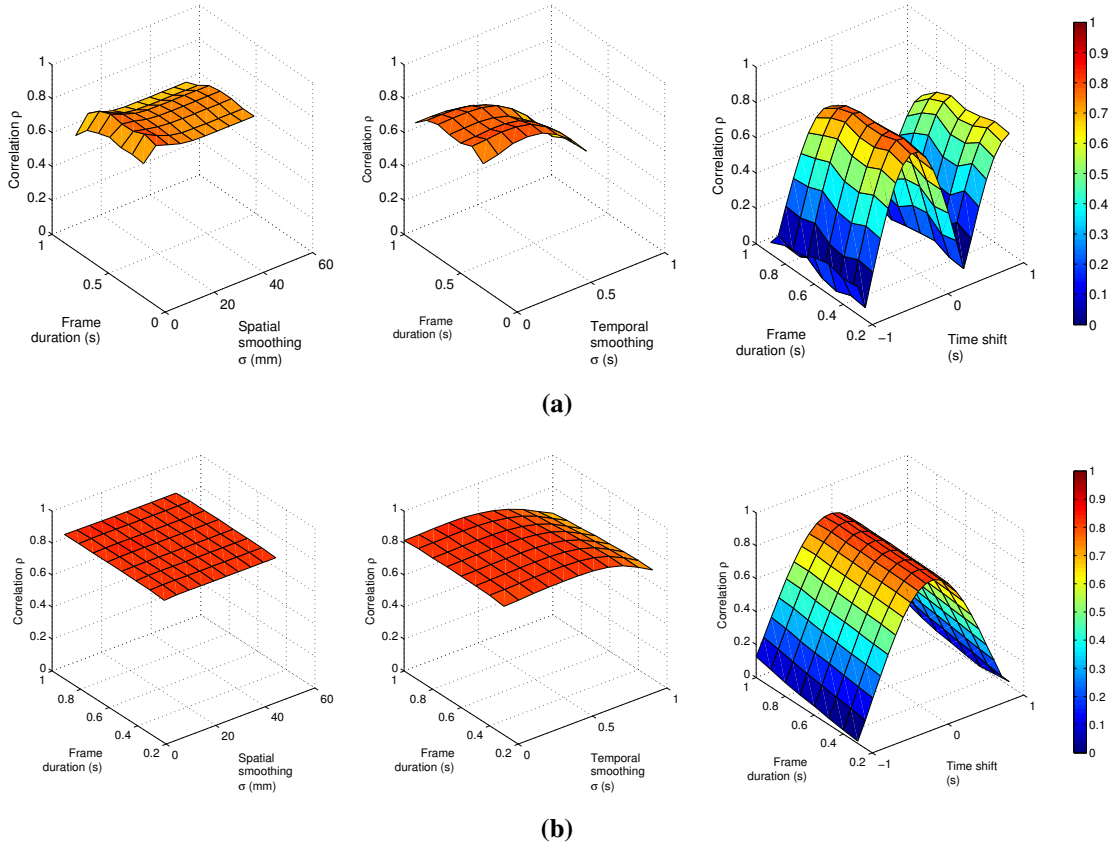 1
0.8
0.6
0.4
0.2
0
Correlation ρ
1
0.5
0
Frame
duration (s)
0
20
40
60
Spatial
smoothing
σ (mm)
1
0.8
0.6
0.4
0.2
0
Correlation ρ
1
0.5
0
Frame
duration (s)
0
0.5
1
Temporal
smoothing
σ (s)
1
0.8
0.6
0.4
0.2
0
Correlation ρ
1
0.8
0.6
0.4
0.2
Frame
duration (s)
−1
0
1
Time shift
(s)
1
0.9
0.8
0.7
0.6
0.5
0.4
0.3
0.2
0.1
0
(a)
1
0.8
0.6
0.4
0.2
0
Correlation ρ
1
0.8
0.6
0.4
0.2
Frame
duration (s)
0
20
40
60
Spatial
smoothing
σ (mm)
1
0.8
0.6
0.4
0.2
0
Correlation ρ
1
0.8
0.6
0.4
0.2
Frame
duration (s)
0
0.5
1
Temporal
smoothing
σ (s)
1
0.8
0.6
0.4
0.2
0
Correlation ρ
1
0.8
0.6
0.4
0.2
Frame
duration (s)
−1
0
1
Time shift
(s)
1
0.9
0.8
0.7
0.6
0.5
0.4
0.3
0.2
0.1
0
(b)